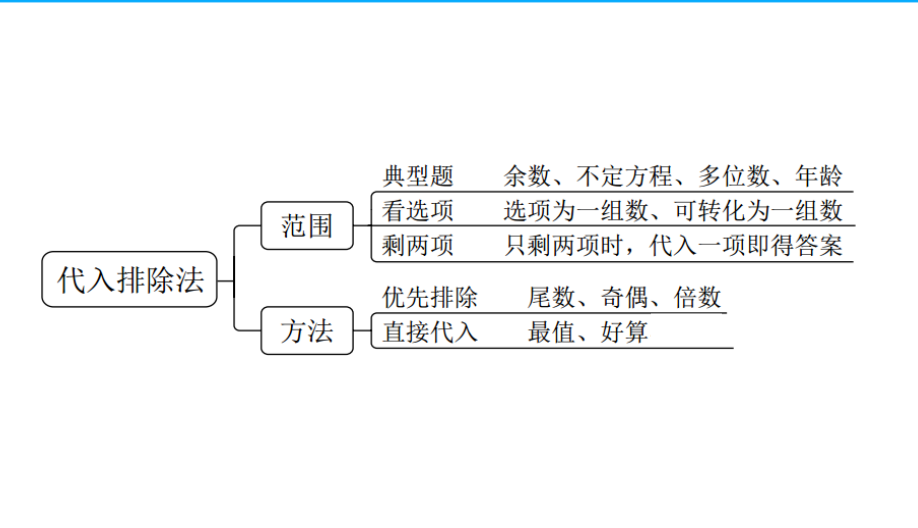 代入排除法
范围
典型题 余数、不定方程、多位数、年龄
看选项 选项为一组数、可转化为一组数
剩两项 只剩两项时，代入一项即得答案
方法
优先排除 尾数、奇偶、倍数
直接代入 最值、好算